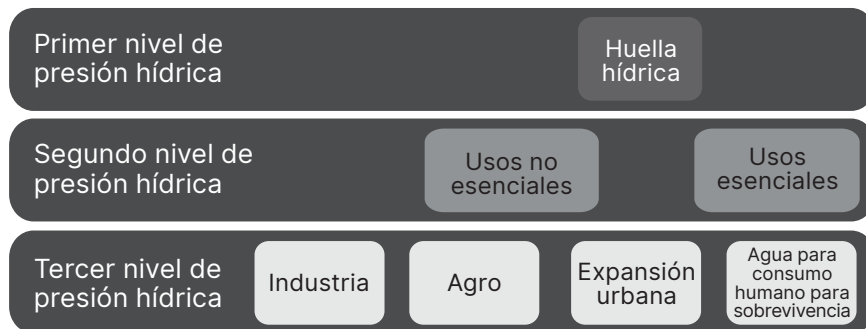 Primer nivel de
presión hídrica
Huella
hídrica
Segundo nivel de
presión hídrica
Usos no
esenciales
Usos
esenciales
Tercer nivel de
presión hídrica
Industria
Agro
Expansión
urbana
Agua para
consumo
humano para
sobrevivencia